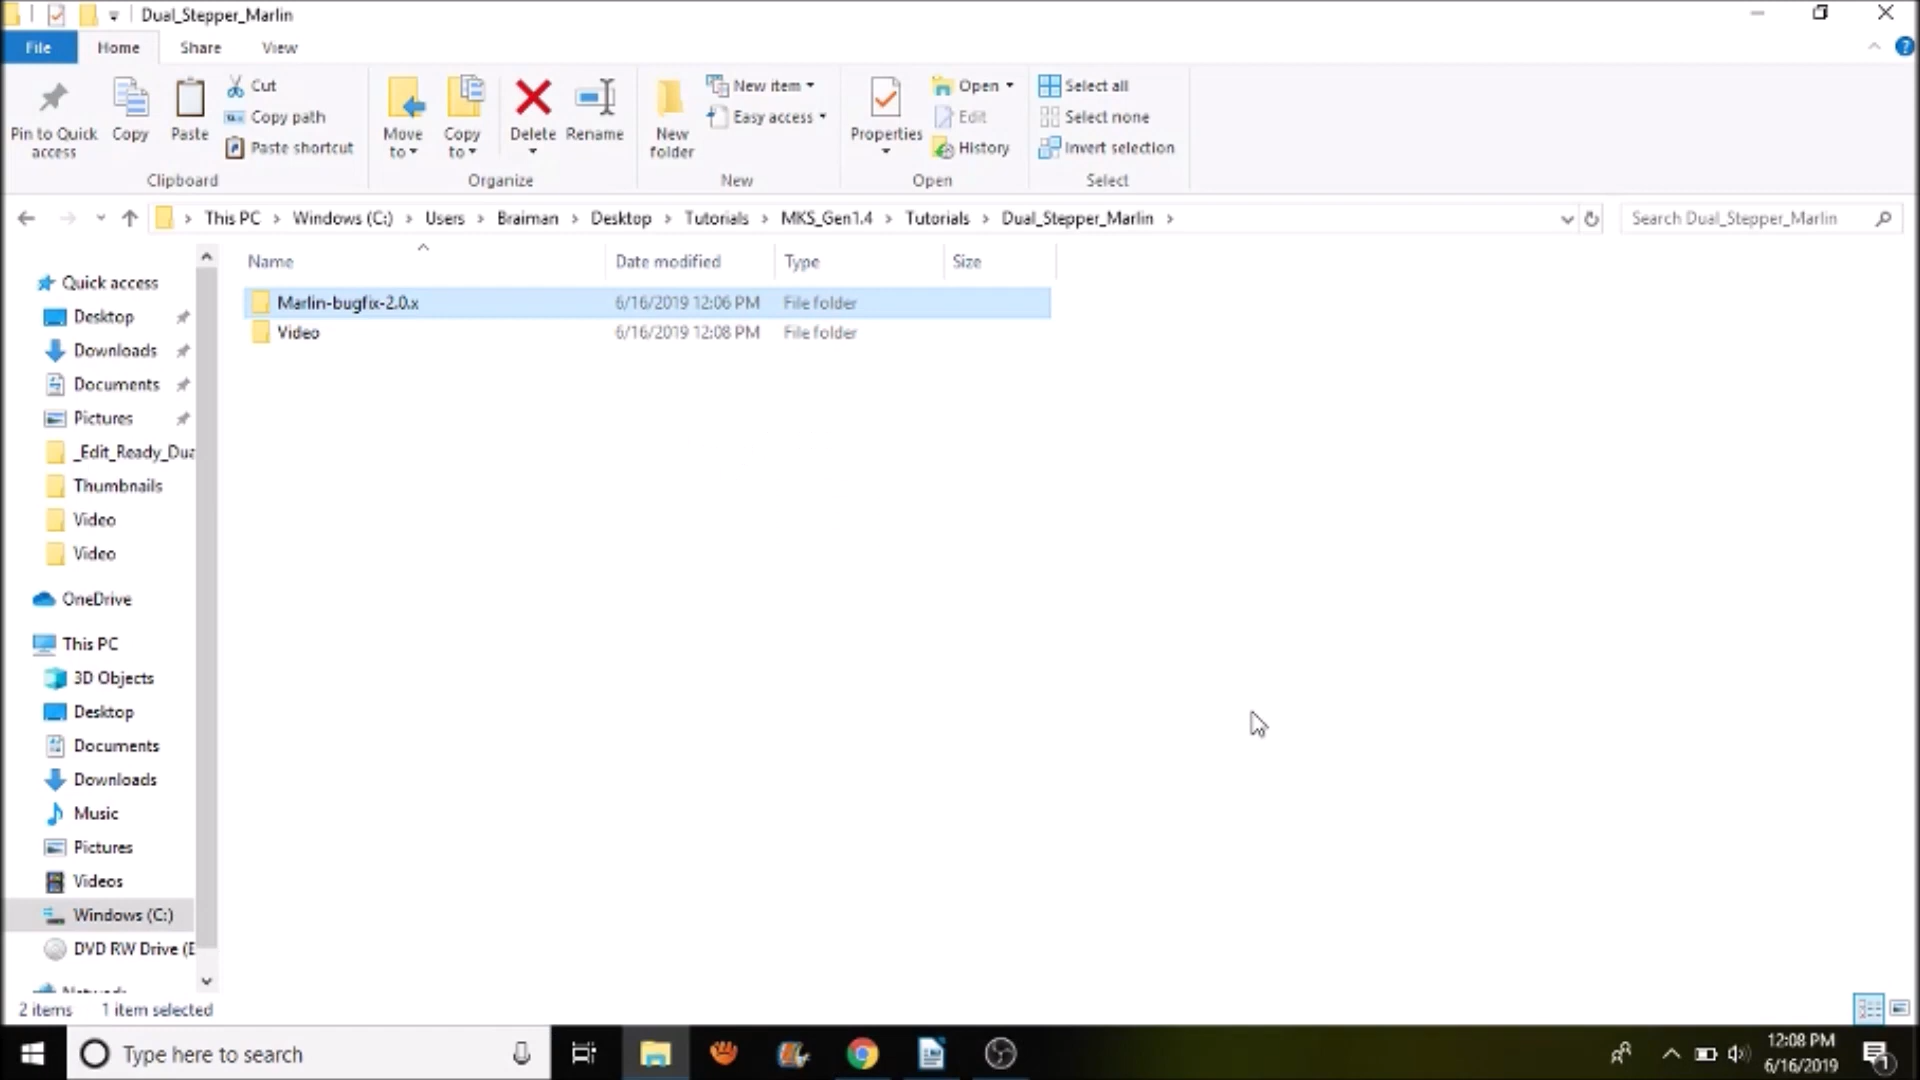 Dual_Stepper_Marlin
File Home Share View
Pin to Quick access
Copy
Paste
Cut
Copy path
Paste shortcut
Clipboard
Move to
Copy to
Delete
Rename
Organize
New folder
New item
Easy access
New
Properties
Open
Edit
History
Open
Select all
Select none
Invert selection
Select
This PC > Windows (C:) > Users > Braiman > Desktop > Tutorials > MKS_Gen1.4 > Tutorials > Dual_Stepper_Marlin >
Search Dual_Stepper_Marlin
Name Date modified Type Size
Marlin-bugfix-2.0.x 6/16/2019 12:06 PM File folder
Video 6/16/2019 12:08 PM File folder
Quick access
Desktop
Downloads
Documents
Pictures
_Edit_Ready_Dua
Thumbnails
Video
Video
OneDrive
This PC
3D Objects
Desktop
Documents
Downloads
Music
Pictures
Videos
Windows (C:)
DVD RW Drive (E
2 items 1 item selected
Type here to search
12:08 PM
6/16/2019
1